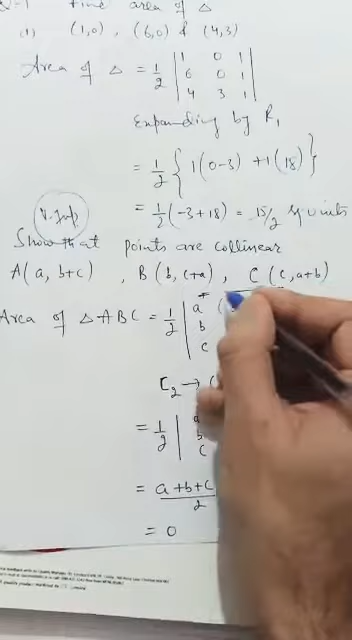 Find area of △
(i) (1,0), (6,0) & (4,3)
Area of △ = 1/2 | 1 0 1 |
| 6 0 1 |
| 4 3 1 |
Expanding by R₁
= 1/2 { 1(0-3) + 1(18) }
= 1/2 (-3+18) = 15/2 sq units
V. Imp
Show that points are collinear
A(a, b+c), B(b, c+a), C(c, a+b)
Area of △ABC = 1/2 | a
b
c
C₂ →
= 1/2 | a
b
c
= a+b+c/2
= 0